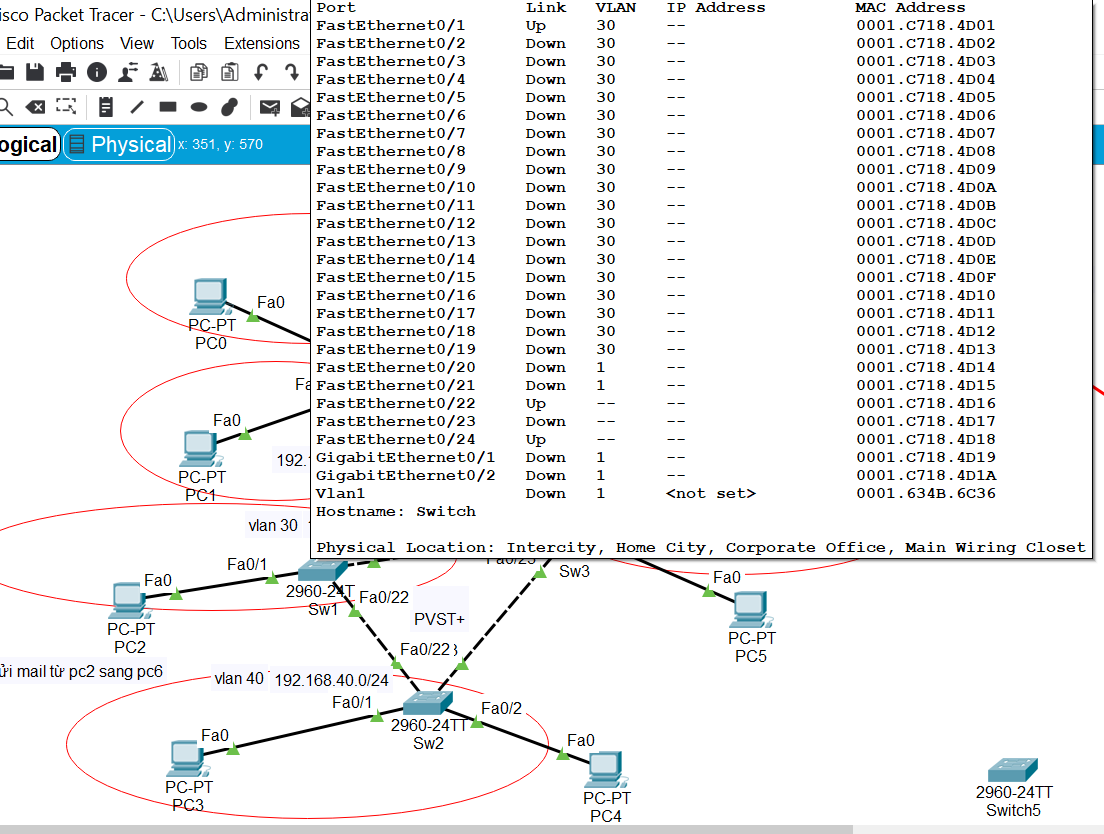 isco Packet Tracer - C:\Users\Administra
Edit Options View Tools Extensions
ogical Physical x: 351, y: 570
Port Link VLAN IP Address MAC Address
FastEthernet0/1 Up 30 -- 0001.C718.4D01
FastEthernet0/2 Down 30 -- 0001.C718.4D02
FastEthernet0/3 Down 30 -- 0001.C718.4D03
FastEthernet0/4 Down 30 -- 0001.C718.4D04
FastEthernet0/5 Down 30 -- 0001.C718.4D05
FastEthernet0/6 Down 30 -- 0001.C718.4D06
FastEthernet0/7 Down 30 -- 0001.C718.4D07
FastEthernet0/8 Down 30 -- 0001.C718.4D08
FastEthernet0/9 Down 30 -- 0001.C718.4D09
FastEthernet0/10 Down 30 -- 0001.C718.4D0A
FastEthernet0/11 Down 30 -- 0001.C718.4D0B
FastEthernet0/12 Down 30 -- 0001.C718.4D0C
FastEthernet0/13 Down 30 -- 0001.C718.4D0D
FastEthernet0/14 Down 30 -- 0001.C718.4D0E
FastEthernet0/15 Down 30 -- 0001.C718.4D0F
FastEthernet0/16 Down 30 -- 0001.C718.4D10
FastEthernet0/17 Down 30 -- 0001.C718.4D11
FastEthernet0/18 Down 30 -- 0001.C718.4D12
FastEthernet0/19 Down 30 -- 0001.C718.4D13
FastEthernet0/20 Down 1 -- 0001.C718.4D14
FastEthernet0/21 Down 1 -- 0001.C718.4D15
FastEthernet0/22 Up -- -- 0001.C718.4D16
FastEthernet0/23 Down -- -- 0001.C718.4D17
FastEthernet0/24 Up -- -- 0001.C718.4D18
GigabitEthernet0/1 Down 1 -- 0001.C718.4D19
GigabitEthernet0/2 Down 1 -- 0001.C718.4D1A
Vlan1 Down 1 <not set> 0001.634B.6C36
Hostname: Switch
Physical Location: Intercity, Home City, Corporate Office, Main Wiring Closet
Fa0
PC-PT
PC0
Fa
Fa0
192.
PC-PT
PC1
vlan 30
Fa0/1
Fa0
2960-24T
Sw1
Fa0/22
PC-PT
PC2
PVST+
Fa0/23
Sw3
Fa0
PC-PT
PC5
Fa0/22
ửi mail từ pc2 sang pc6
vlan 40 192.168.40.0/24
Fa0/1
Fa0/2
2960-24TT
Sw2
Fa0
PC-PT
PC3
Fa0
PC-PT
PC4
2960-24TT
Switch5